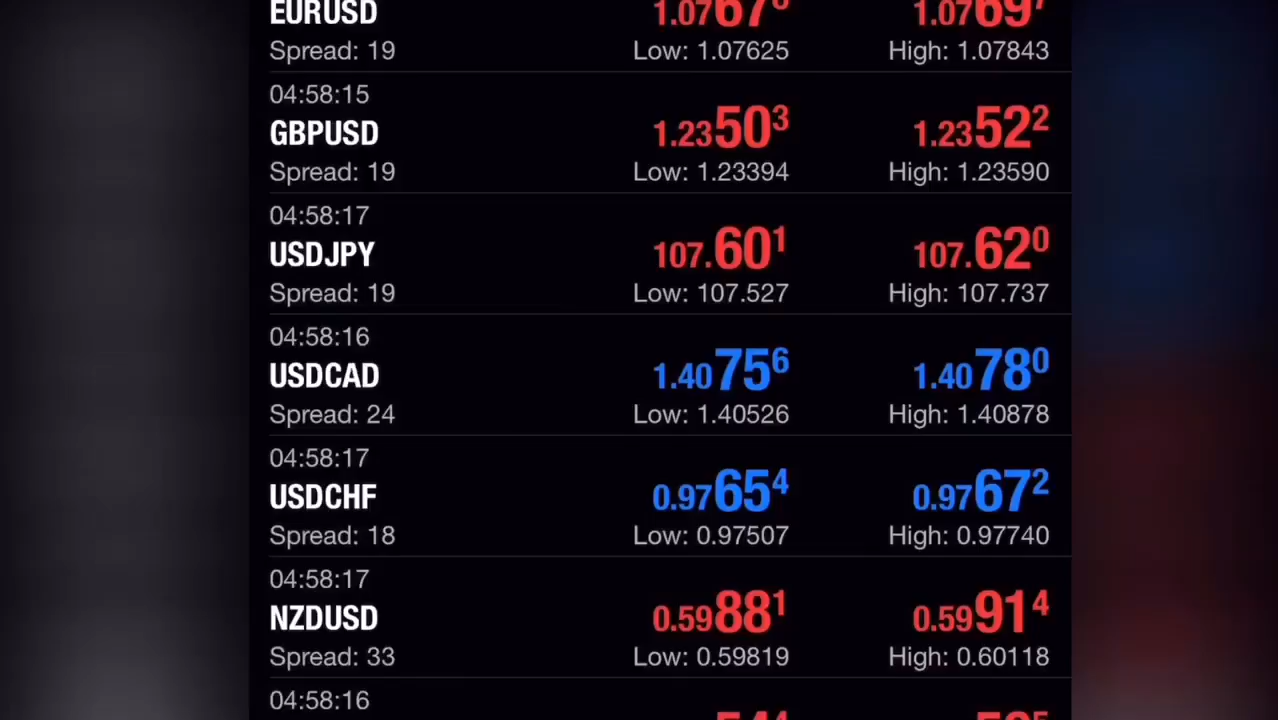 EURUSD 1.0767 1.0769
Spread: 19 Low: 1.07625 High: 1.07843
04:58:15
GBPUSD 1.23503 1.23522
Spread: 19 Low: 1.23394 High: 1.23590
04:58:17
USDJPY 107.601 107.620
Spread: 19 Low: 107.527 High: 107.737
04:58:16
USDCAD 1.40756 1.40780
Spread: 24 Low: 1.40526 High: 1.40878
04:58:17
USDCHF 0.97654 0.97672
Spread: 18 Low: 0.97507 High: 0.97740
04:58:17
NZDUSD 0.59881 0.59914
Spread: 33 Low: 0.59819 High: 0.60118
04:58:16